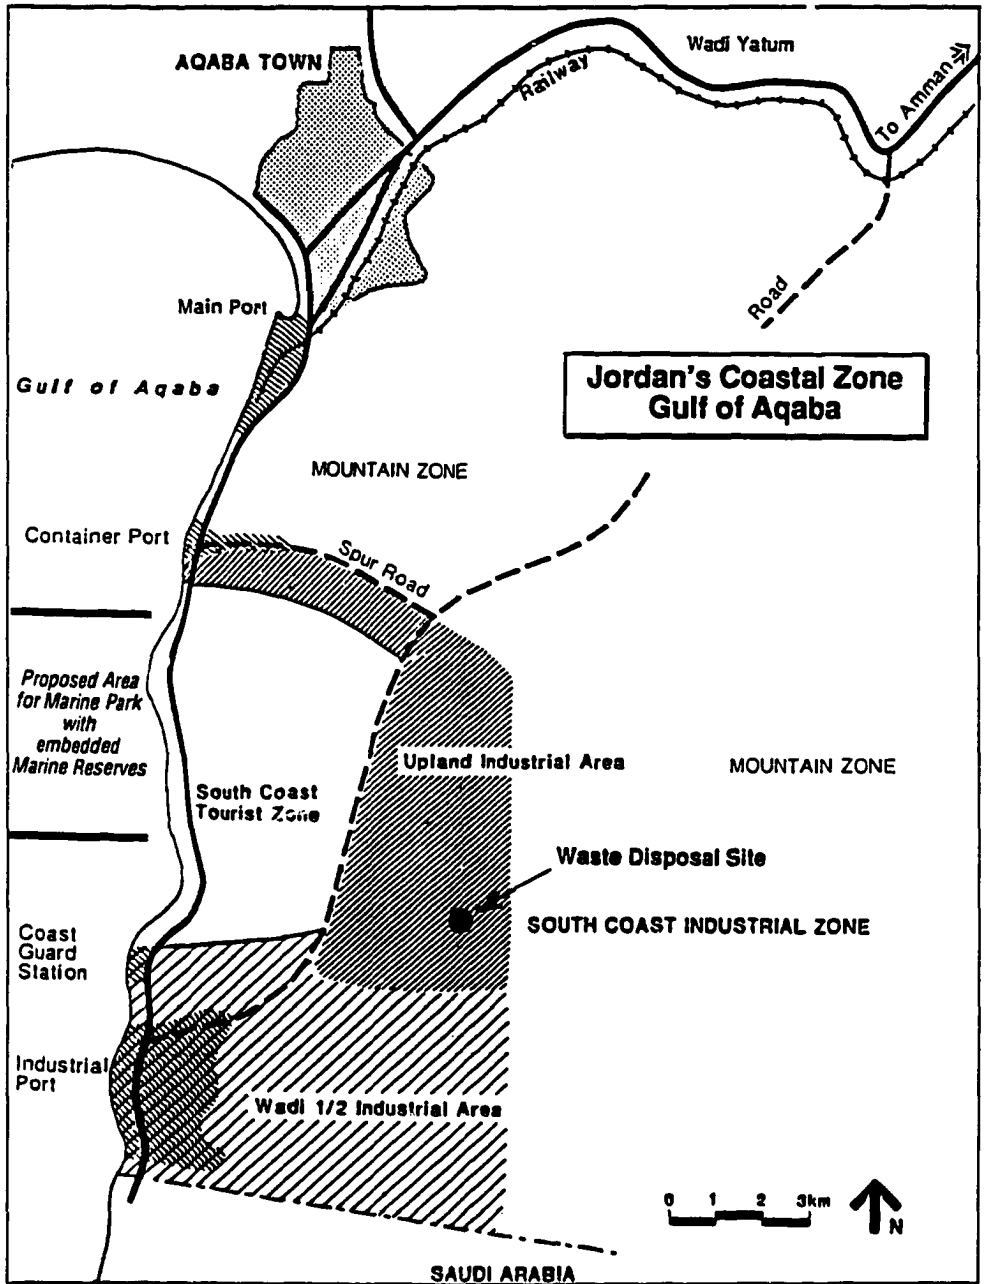 AQABA TOWN
Wadi Yatum
Railway
To Amman
Main Port
Road
Gulf of Aqaba
Jordan's Coastal Zone
Gulf of Aqaba
MOUNTAIN ZONE
Container Port
Spur Road
Proposed Area
for Marine Park
with
embedded
Marine Reserves
Upland Industrial Area
MOUNTAIN ZONE
South Coast
Tourist Zone
Waste Disposal Site
Coast
Guard
Station
SOUTH COAST INDUSTRIAL ZONE
Industrial
Port
Wadi 1/2 Industrial Area
0 1 2 3km
N
SAUDI ARABIA